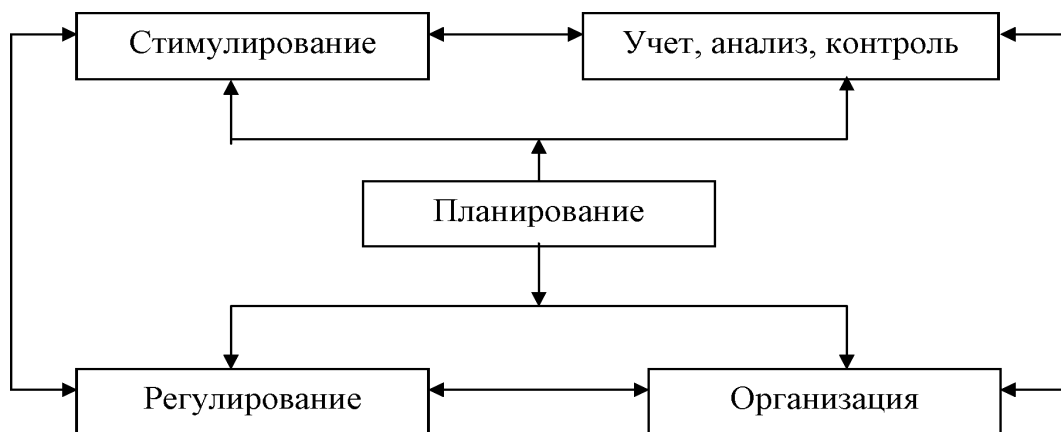 Стимулирование
Учет, анализ, контроль
Планирование
Регулирование
Организация